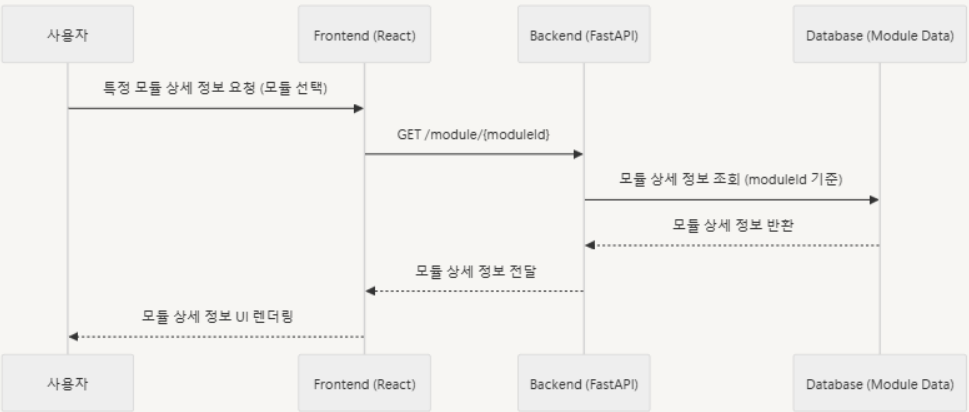 사용자
Frontend (React)
Backend (FastAPI)
Database (Module Data)
특정 모듈 상세 정보 요청 (모듈 선택)
GET /module/{moduleId}
모듈 상세 정보 조회 (moduleId 기준)
모듈 상세 정보 반환
모듈 상세 정보 전달
모듈 상세 정보 UI 렌더링
사용자
Frontend (React)
Backend (FastAPI)
Database (Module Data)